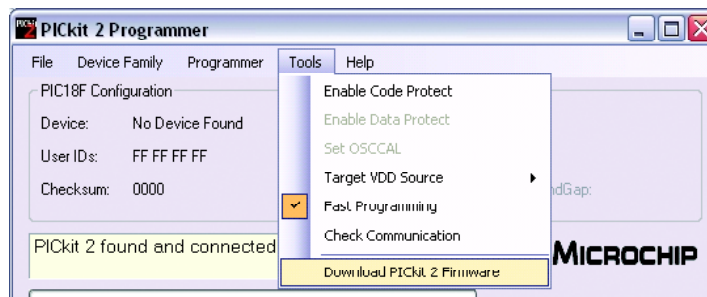 PICkit 2 Programmer
File Device Family Programmer Tools Help
PIC18F Configuration
Device: No Device Found
User IDs: FF FF FF FF
Checksum: 0000
Enable Code Protect
Enable Data Protect
Set OSCCAL
Target VDD Source
Fast Programming
Check Communication
Download PICkit 2 Firmware
PICkit 2 found and connected
MICROCHIP